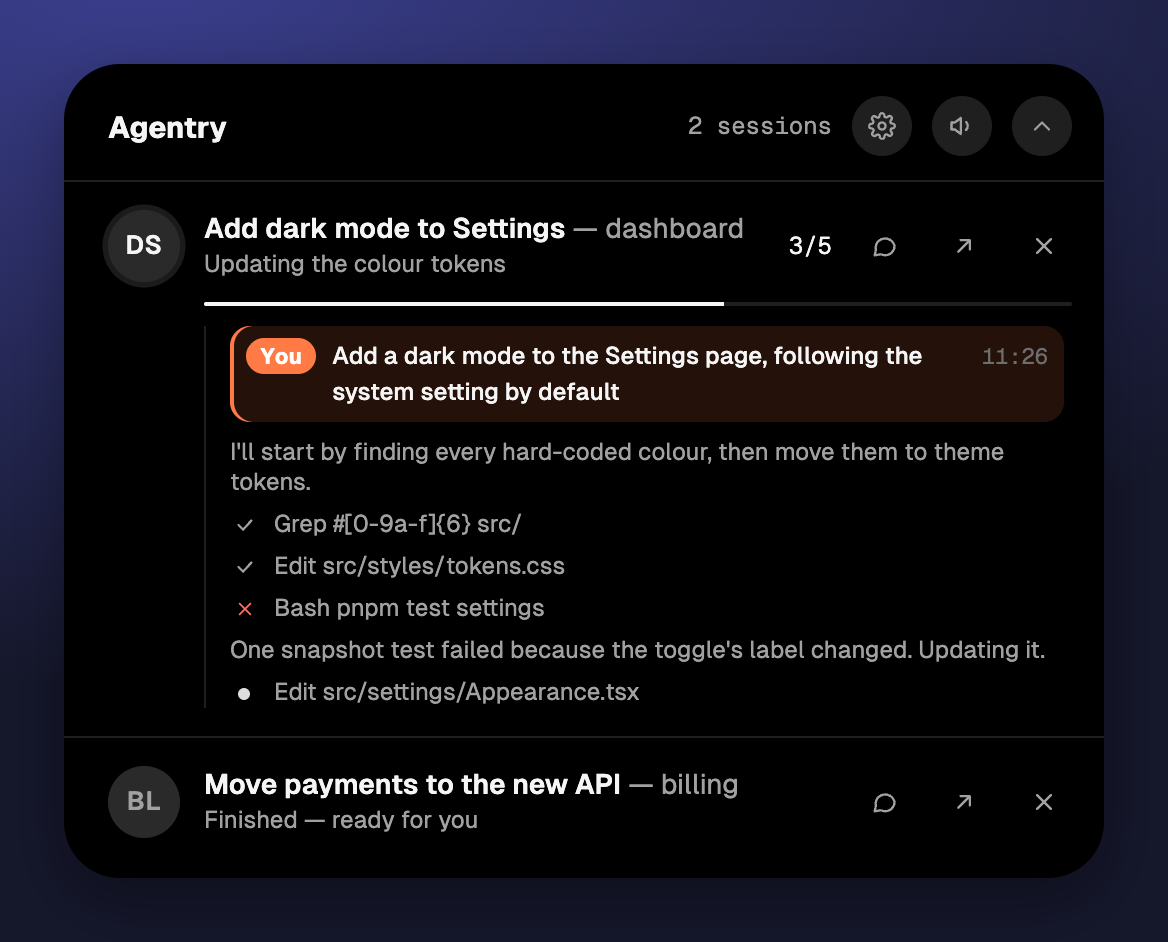 Agentry
2 sessions
DS
Add dark mode to Settings — dashboard
Updating the colour tokens
3/5
You
Add a dark mode to the Settings page, following the
system setting by default
11:26
I'll start by finding every hard-coded colour, then move them to theme
tokens.
Grep #[0-9a-f]{6} src/
Edit src/styles/tokens.css
Bash pnpm test settings
One snapshot test failed because the toggle's label changed. Updating it.
Edit src/settings/Appearance.tsx
BL
Move payments to the new API — billing
Finished — ready for you